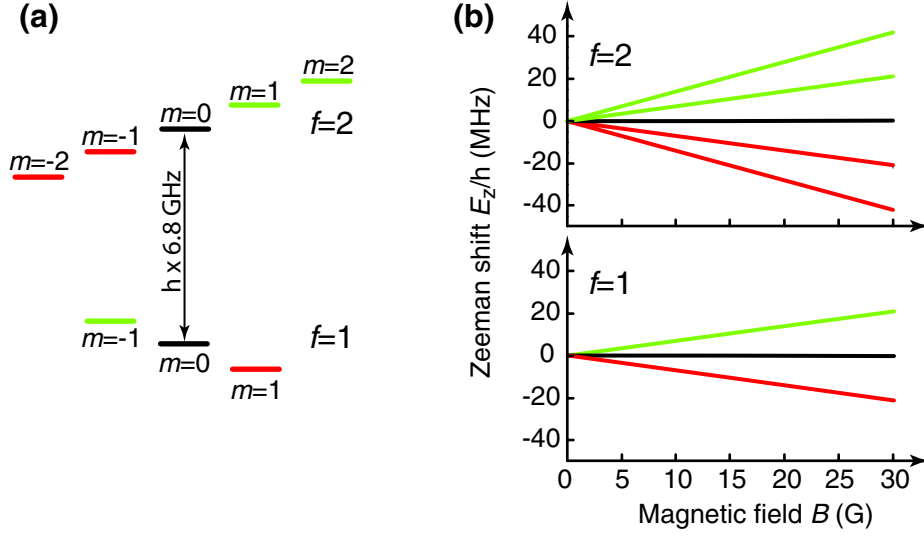 (a)
m=2
m=1
m=0
f=2
m=-1
m=-2
h x 6.8 GHz
m=-1
f=1
m=0
m=1
(b)
Zeeman shift E_z/h (MHz)
40
f=2
20
0
-20
-40
40
f=1
20
0
-20
-40
0 5 10 15 20 25 30
Magnetic field B (G)